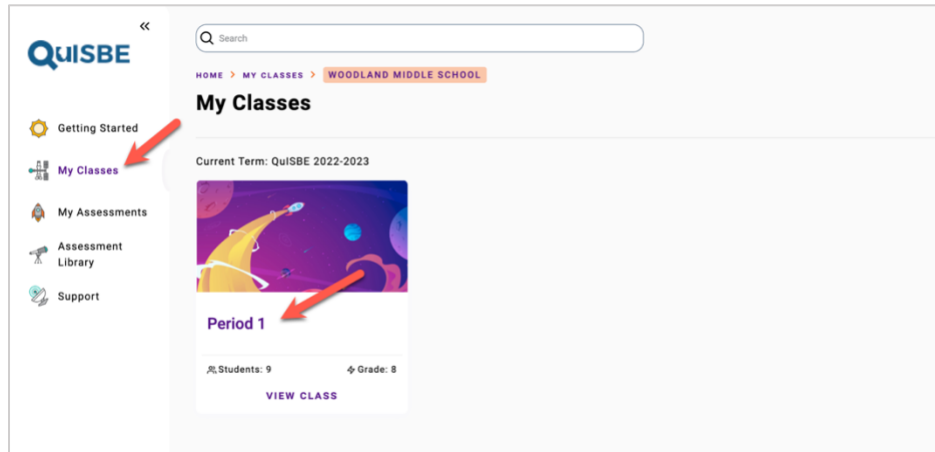 «
QuISBE
Search
HOME > MY CLASSES > WOODLAND MIDDLE SCHOOL
My Classes
Getting Started
My Classes
My Assessments
Assessment
Library
Support
Current Term: QuISBE 2022-2023
Period 1
Students: 9 Grade: 8
VIEW CLASS